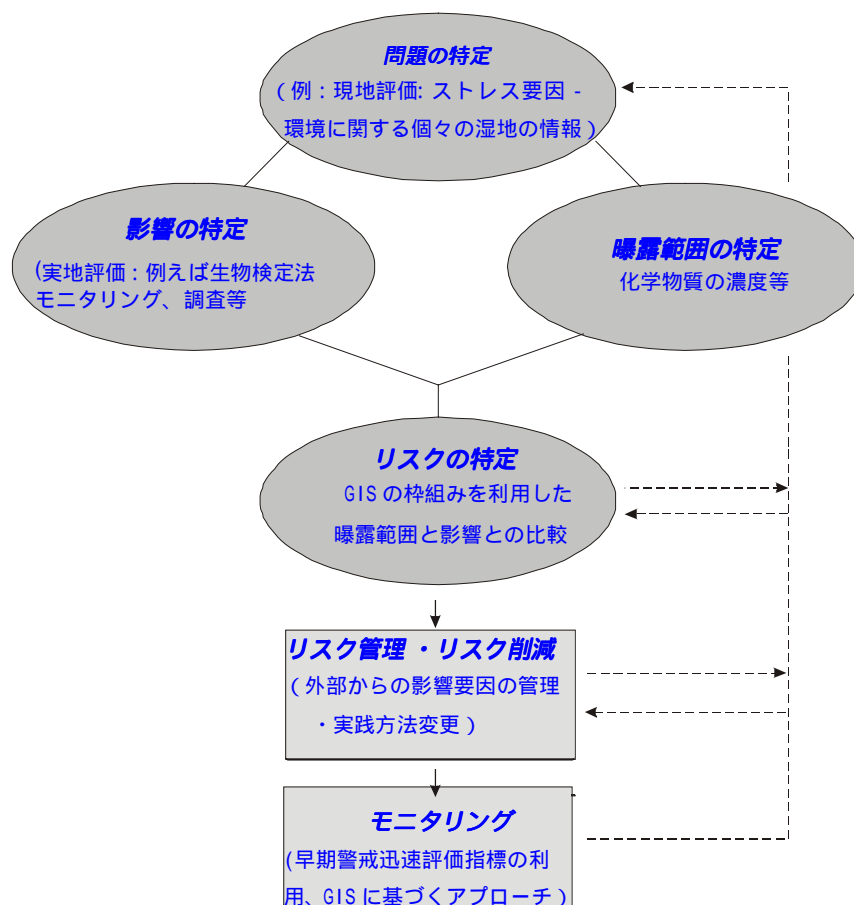 問題の特定
(例：現地評価: ストレス要因 -
環境に関する個々の湿地の情報)
影響の特定
(実地評価：例えば生物検定法
モニタリング、調査等
曝露範囲の特定
化学物質の濃度等
リスクの特定
GISの枠組みを利用した
曝露範囲と影響との比較
リスク管理・リスク削減
(外部からの影響要因の管理
・実践方法変更)
モニタリング
(早期警戒迅速評価指標の利
用、GISに基づくアプローチ)